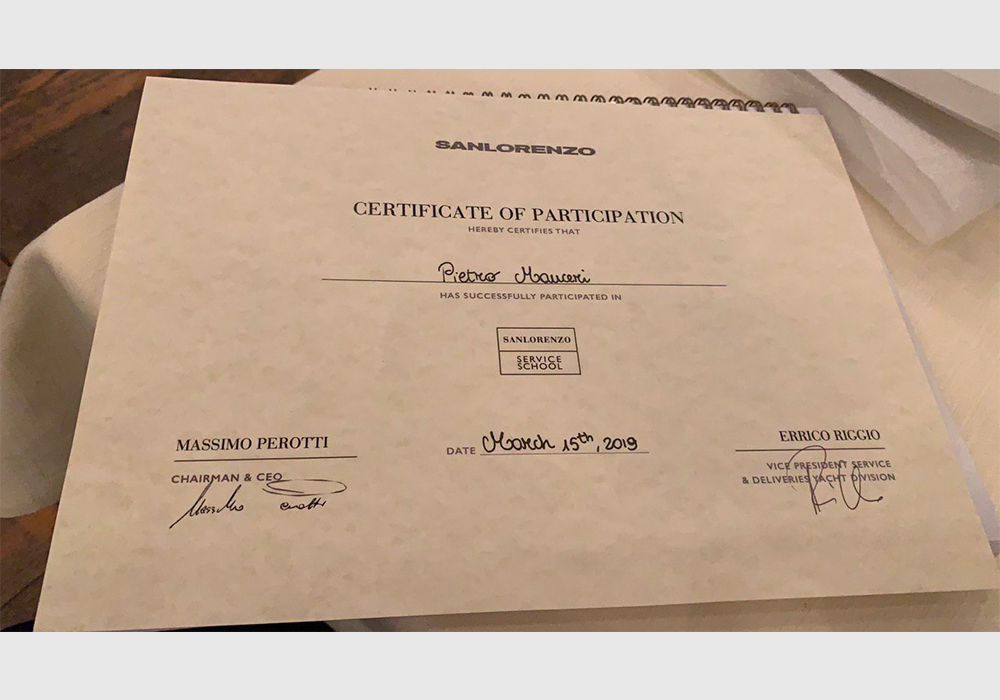 SANLORENZO
CERTIFICATE OF PARTICIPATION
HEREBY CERTIFIES THAT
Pietro Mauceri
HAS SUCCESSFULLY PARTICIPATED IN
SANLORENZO
SERVICE
SCHOOL
MASSIMO PEROTTI
CHAIRMAN & CEO
DATE March 15th, 2019
ERRICO RIGGIO
VICE PRESIDENT SERVICE
& DELIVERIES YACHT DIVISION